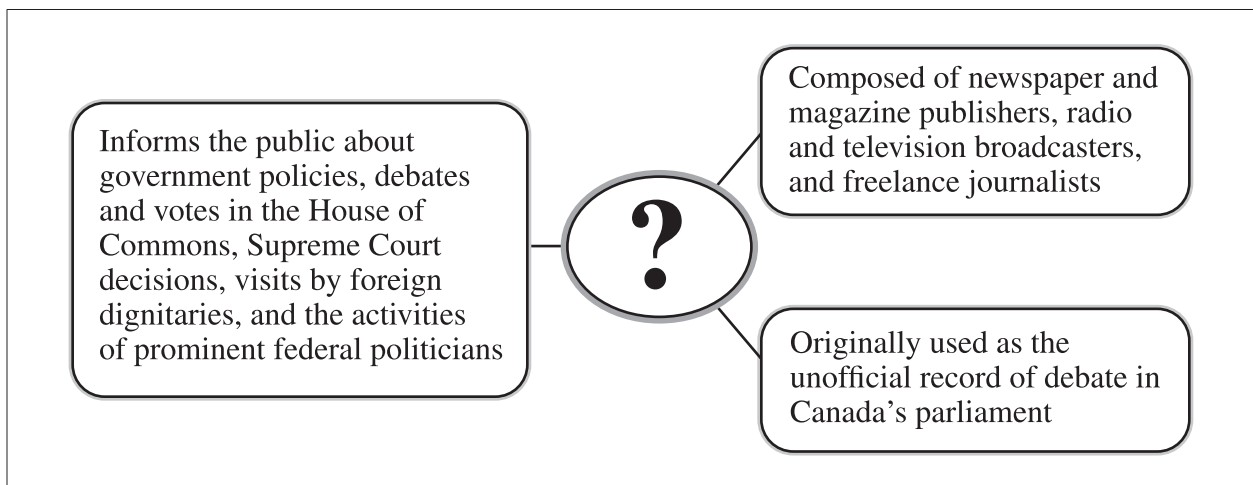 Informs the public about
government policies, debates
and votes in the House of
Commons, Supreme Court
decisions, visits by foreign
dignitaries, and the activities
of prominent federal politicians
?
Composed of newspaper and
magazine publishers, radio
and television broadcasters,
and freelance journalists
Originally used as the
unofficial record of debate in
Canada’s parliament